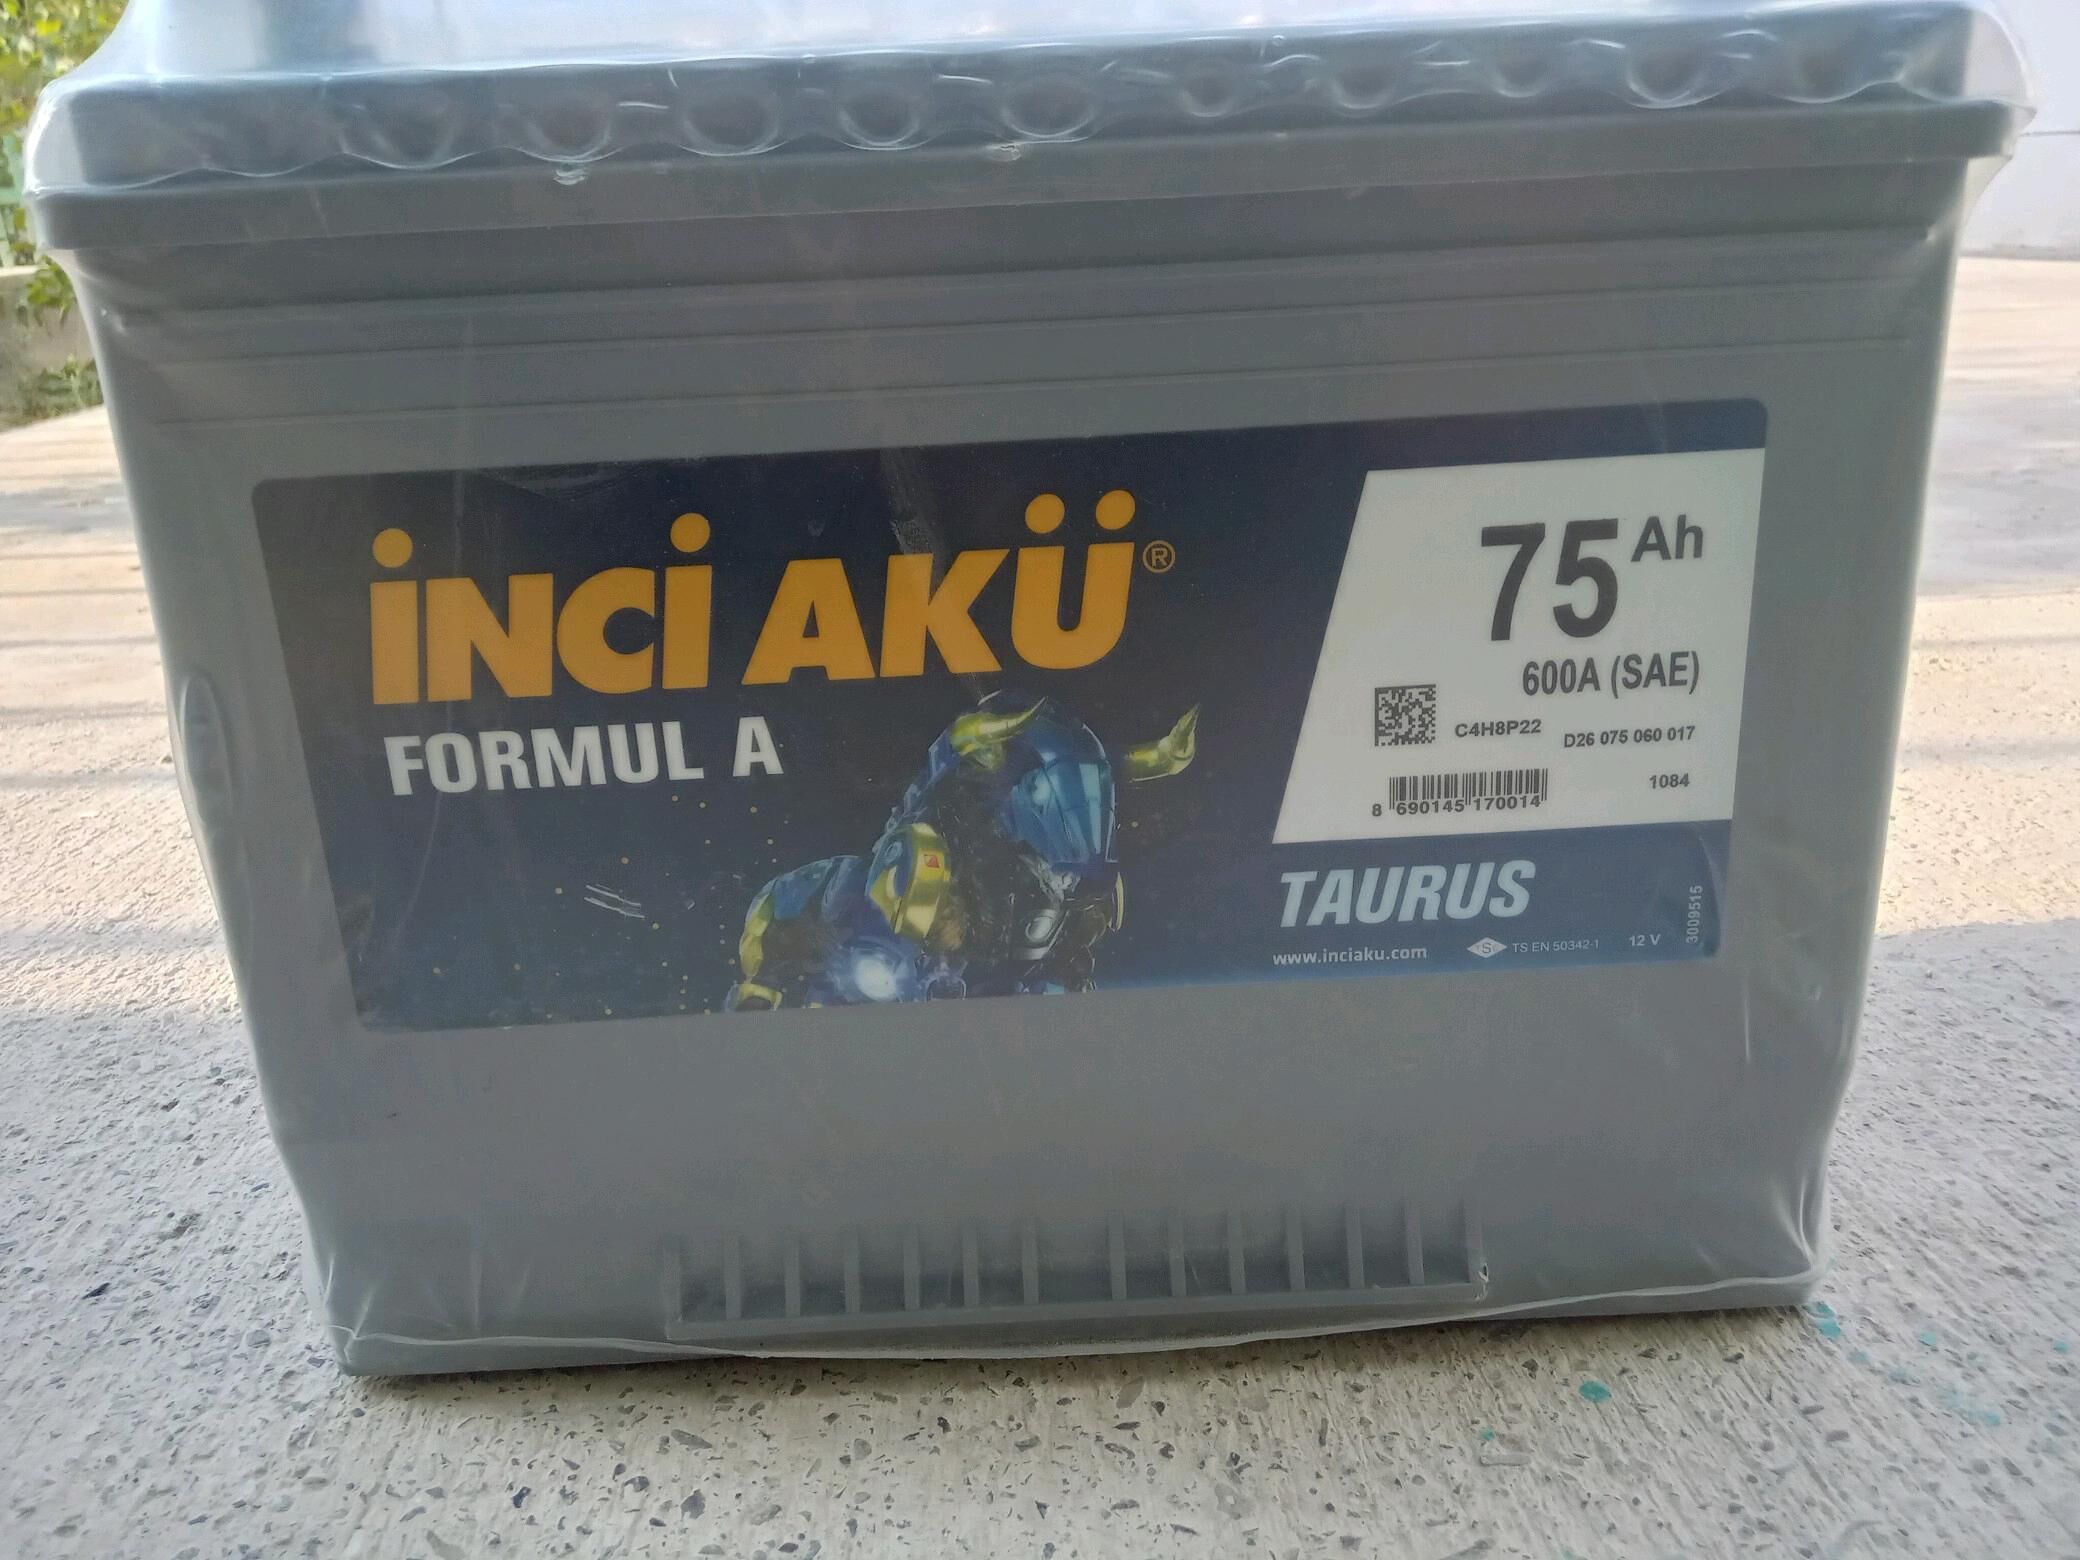 İNCİ AKÜ®
FORMUL A
75 Ah
600A (SAE)
C4H8P22 D26 075 060 017
1084
8 690145 170014
TAURUS
www.inciaku.com TSE TS EN 50342-1 12 V
3009515